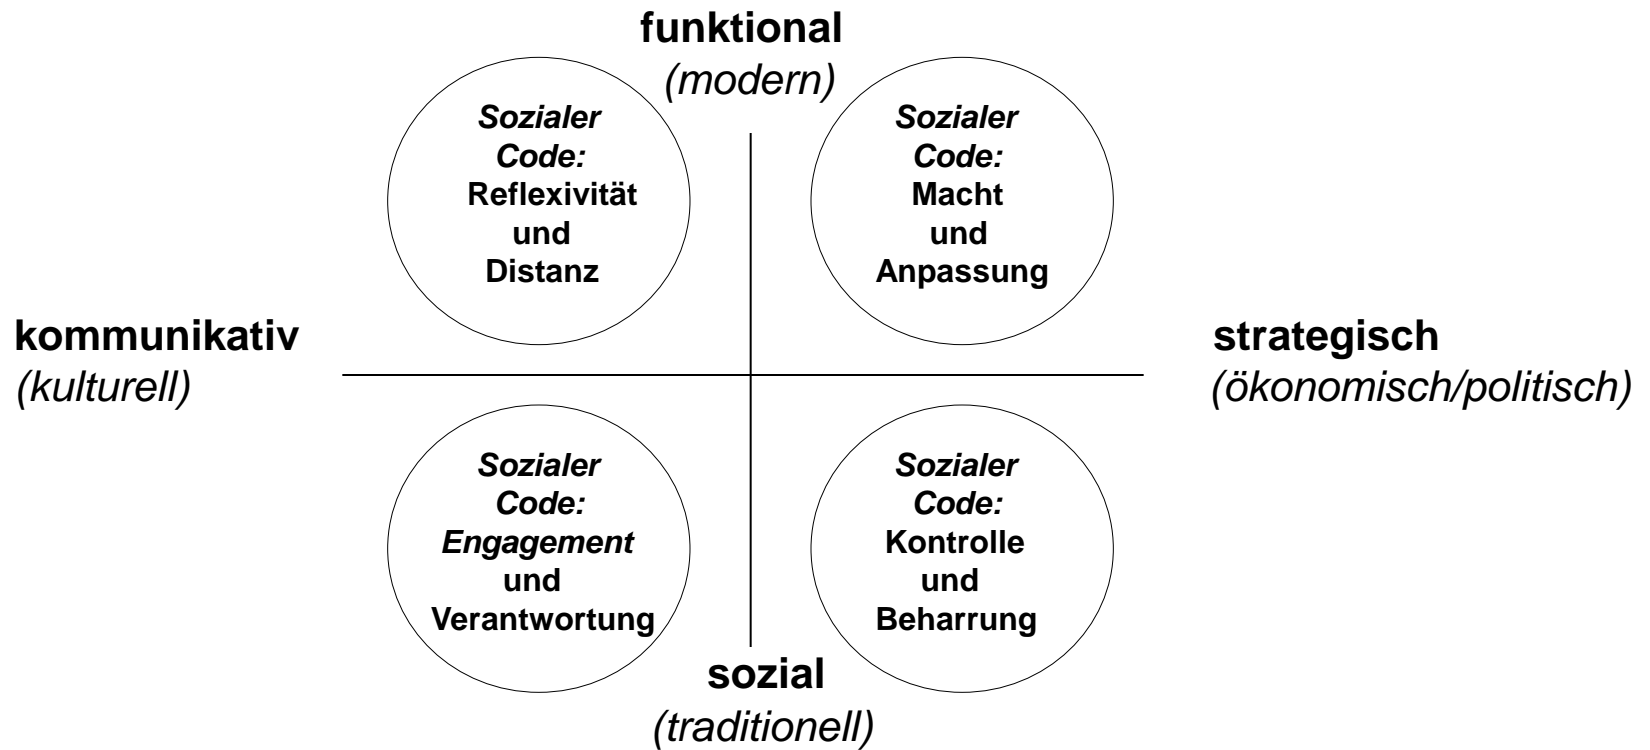 funktional
(modern)
Sozialer
Code:
Reflexivität
und
Distanz
Sozialer
Code:
Macht
und
Anpassung
kommunikativ
(kulturell)
strategisch
(ökonomisch/politisch)
Sozialer
Code:
Engagement
und
Verantwortung
Sozialer
Code:
Kontrolle
und
Beharrung
sozial
(traditionell)